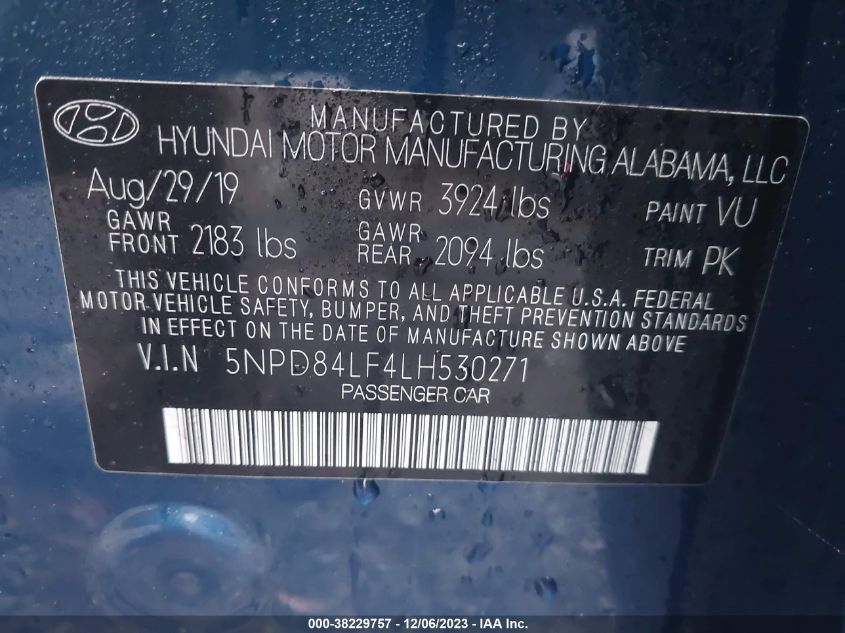 MANUFACTURED BY
HYUNDAI MOTOR MANUFACTURING ALABAMA, LLC
Aug/29/19 GVWR 3924 lbs PAINT VU
GAWR FRONT 2183 lbs GAWR REAR 2094 lbs TRIM PK
THIS VEHICLE CONFORMS TO ALL APPLICABLE U.S.A. FEDERAL
MOTOR VEHICLE SAFETY, BUMPER, AND THEFT PREVENTION STANDARDS
IN EFFECT ON THE DATE OF MANUFACTURE SHOWN ABOVE
V.I.N 5NPD84LF4LH530271
PASSENGER CAR
000-38229757 - 12/06/2023 - IAA Inc.